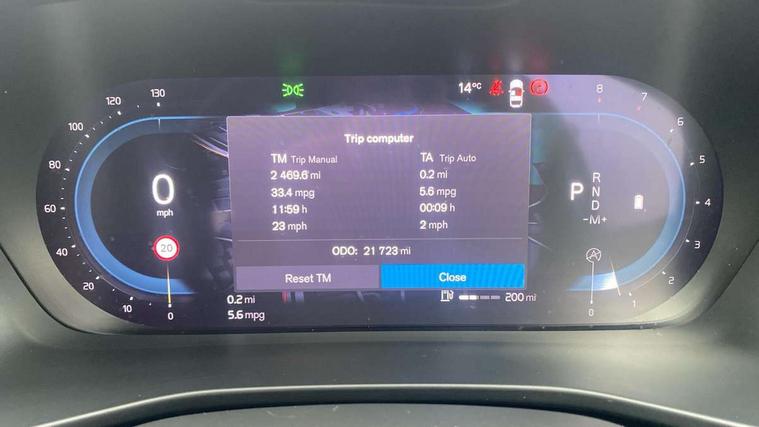 14°C
130
120
100
80
60
40
20
10
0
0
mph
20
Trip computer
TM Trip Manual
TA Trip Auto
2 469.6 mi
0.2 mi
33.4 mpg
5.6 mpg
11:59 h
00:09 h
23 mph
2 mph
ODO: 21 723 mi
Reset TM
Close
0.2 mi
5.6 mpg
200 mi
P
R
N
D
-M+
8
7
6
5
4
3
2
1
0